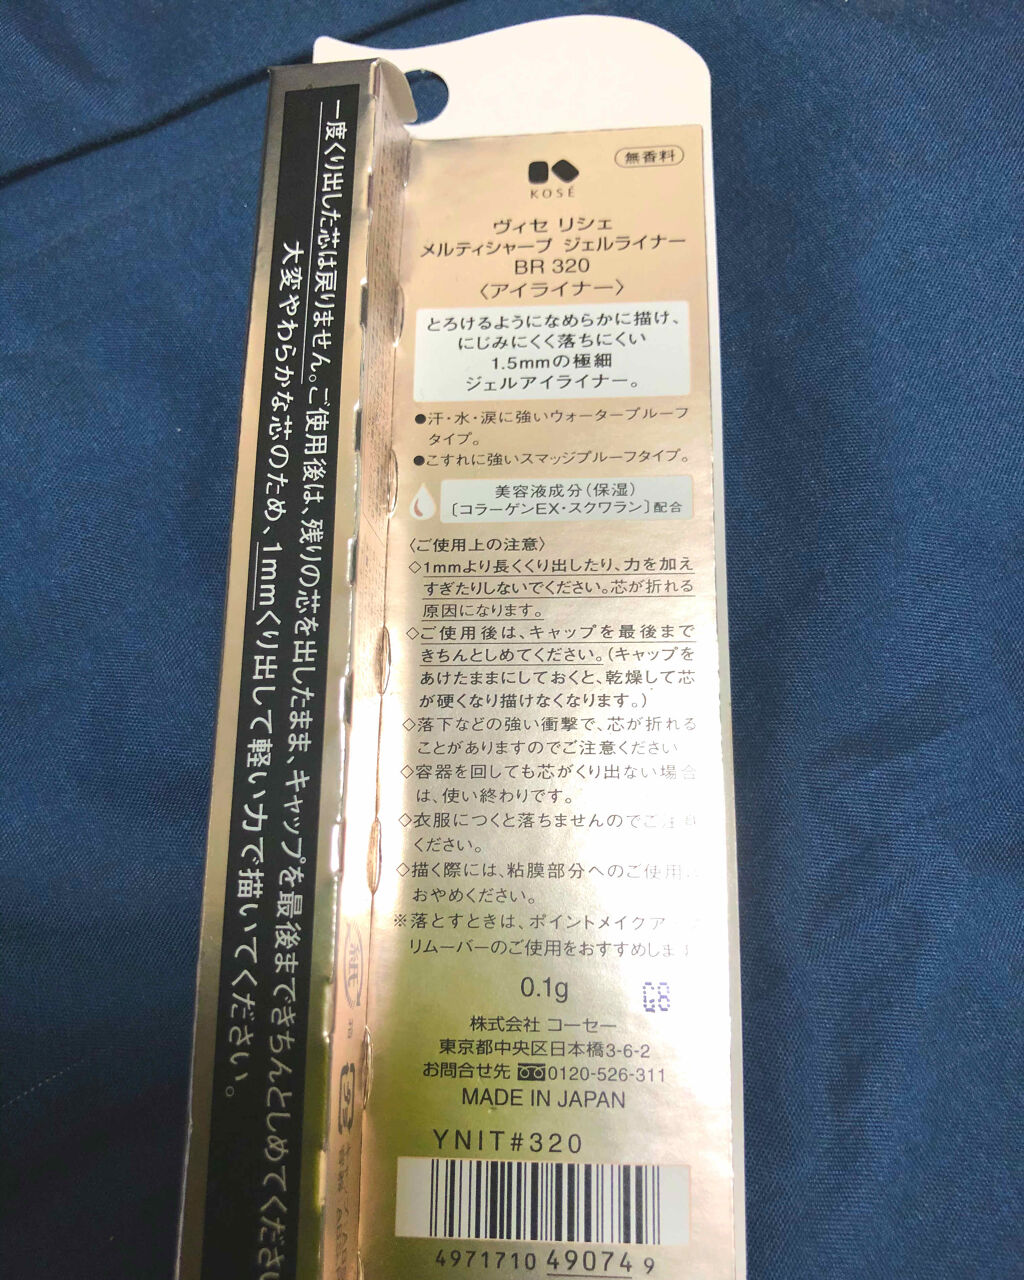 一度くり出した芯は戻りません。ご使用後は、残りの芯を出したまま、キャップを最後まできちんとしめてください
大変やわらかな芯のため、1mmくり出して軽い力で描いてください。
KOSÉ
無香料
ヴィセ リシェ
メルティシャープ ジェルライナー
BR 320
〈アイライナー〉
とろけるようになめらかに描け、
にじみにくく落ちにくい
1.5mmの極細
ジェルアイライナー。
●汗・水・涙に強いウォータープルーフ
タイプ。
●こすれに強いスマッジプルーフタイプ。
美容液成分(保湿)
〔コラーゲンEX・スクワラン〕配合
〈ご使用上の注意〉
◇1mmより長くくり出したり、力を加え
すぎたりしないでください。芯が折れる
原因になります。
◇ご使用後は、キャップを最後まで
きちんとしめてください。(キャップを
あけたままにしておくと、乾燥して芯
が硬くなり描けなくなります。)
◇落下などの強い衝撃で、芯が折れる
ことがありますのでご注意ください
◇容器を回しても芯がくり出ない場合
は、使い終わりです。
◇衣服につくと落ちませんのでご注意
ください。
◇描く際には、粘膜部分へのご使用は
おやめください。
※落とすときは、ポイントメイクアップ
リムーバーのご使用をおすすめします
0.1g
G8
株式会社 コーセー
東京都中央区日本橋3-6-2
お問合せ先 0120-526-311
MADE IN JAPAN
YNIT#320
4971710 490749